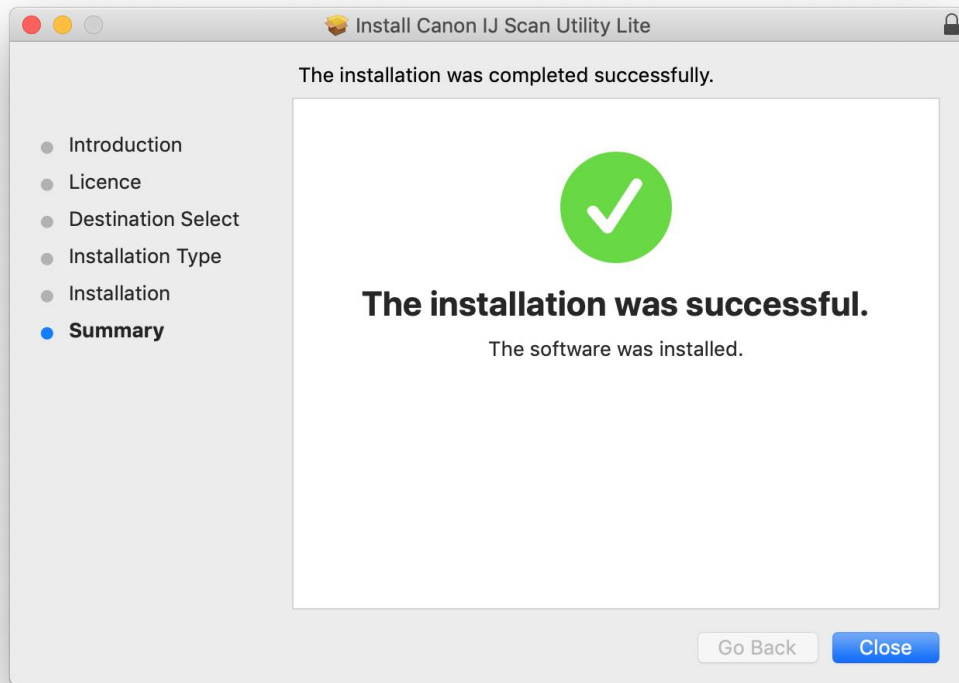 Install Canon IJ Scan Utility Lite
The installation was completed successfully.
Introduction
Licence
Destination Select
Installation Type
Installation
Summary
The installation was successful.
The software was installed.
Go Back
Close